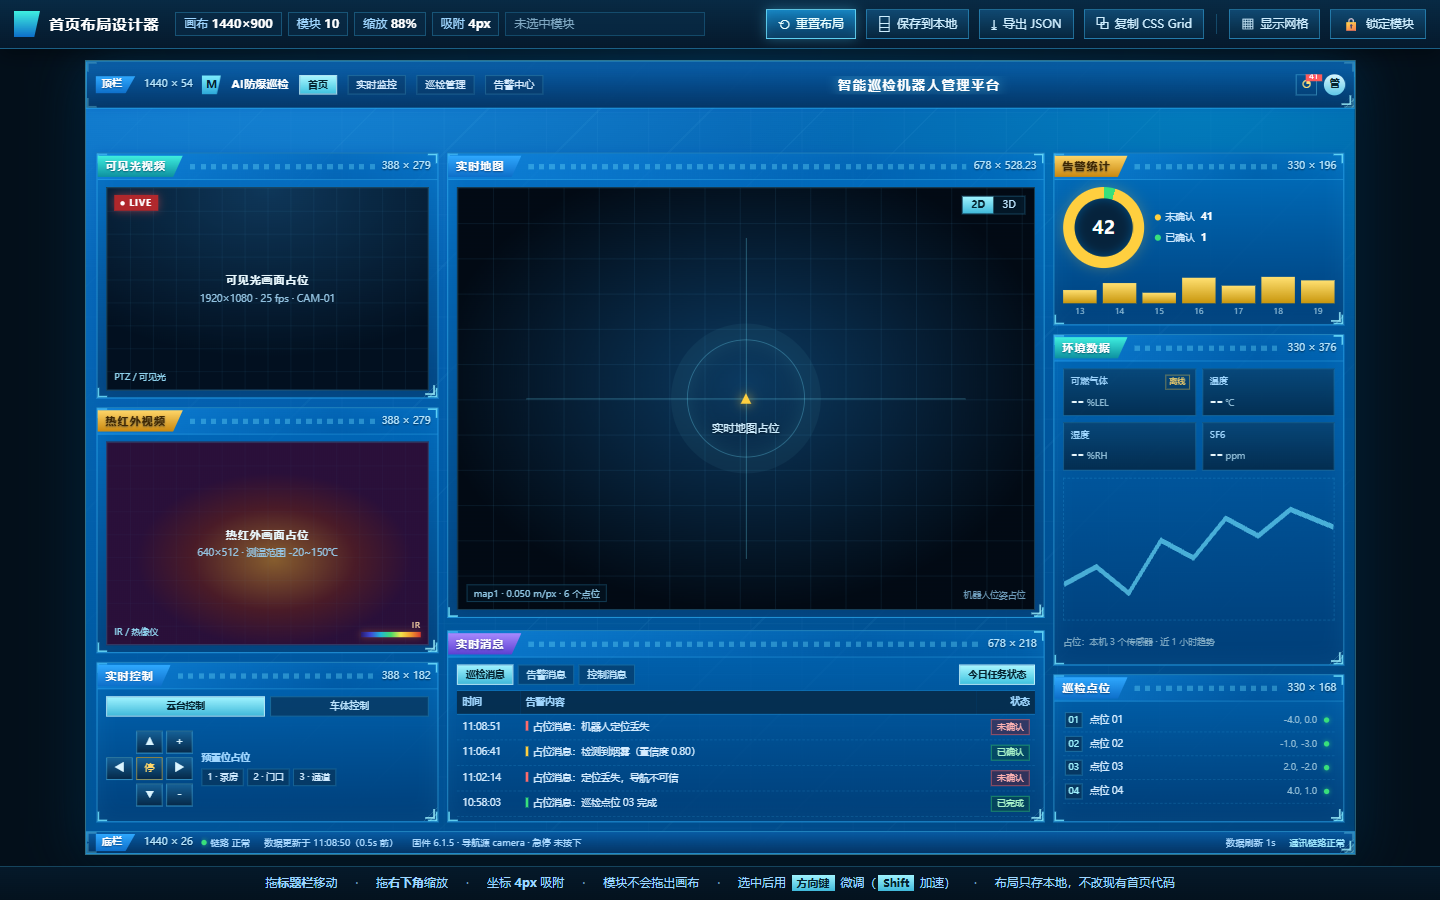 首页布局设计器 画布 1440×900 模块 10 缩放 88% 吸附 4px 未选中模块 重置布局 保存到本地 导出 JSON 复制 CSS Grid 显示网格 锁定模块
顶栏 1440 × 54 M AI防爆巡检 首页 实时监控 巡检管理 告警中心 智能巡检机器人管理平台 41 管
可见光视频 388 × 279
LIVE
可见光画面占位
1920×1080 · 25 fps · CAM-01
PTZ / 可见光
热红外视频 388 × 279
热红外画面占位
640×512 · 测温范围 -20~150℃
IR
IR / 热像仪
实时控制 388 × 182
云台控制 车体控制
▲ +
◀ 停 ▶
▼ -
预置位占位
1 · 泵房 2 · 门口 3 · 通道
实时地图 678 × 528.23
2D 3D
实时地图占位
map1 · 0.050 m/px · 6 个点位
机器人位姿占位
实时消息 678 × 218
巡检消息 告警消息 控制消息 今日任务状态
时间 告警内容 状态
11:08:51 占位消息：机器人定位丢失 未确认
11:06:41 占位消息：检测到烟雾（置信度 0.80） 已确认
11:02:14 占位消息：定位丢失，导航不可信 未确认
10:58:03 占位消息：巡检点位 03 完成 已完成
告警统计 330 × 196
42
未确认 41
已确认 1
13 14 15 16 17 18 19
环境数据 330 × 376
可燃气体 离线
-- %LEL
温度
-- ℃
湿度
-- %RH
SF6
-- ppm
占位：本机 3 个传感器 · 近 1 小时趋势
巡检点位 330 × 168
01 点位 01 -4.0, 0.0
02 点位 02 -1.0, -3.0
03 点位 03 2.0, -2.0
04 点位 04 4.0, 1.0
底栏 1440 × 26 链路 正常 数据更新于 11:08:50（0.5s 前） 固件 6.1.5 · 导航源 camera · 急停 未按下 数据刷新 1s 通讯链路正常
拖标题栏移动 · 拖右下角缩放 · 坐标 4px 吸附 · 模块不会拖出画布 · 选中后用 方向键 微调（ Shift 加速） · 布局只存本地，不改现有首页代码